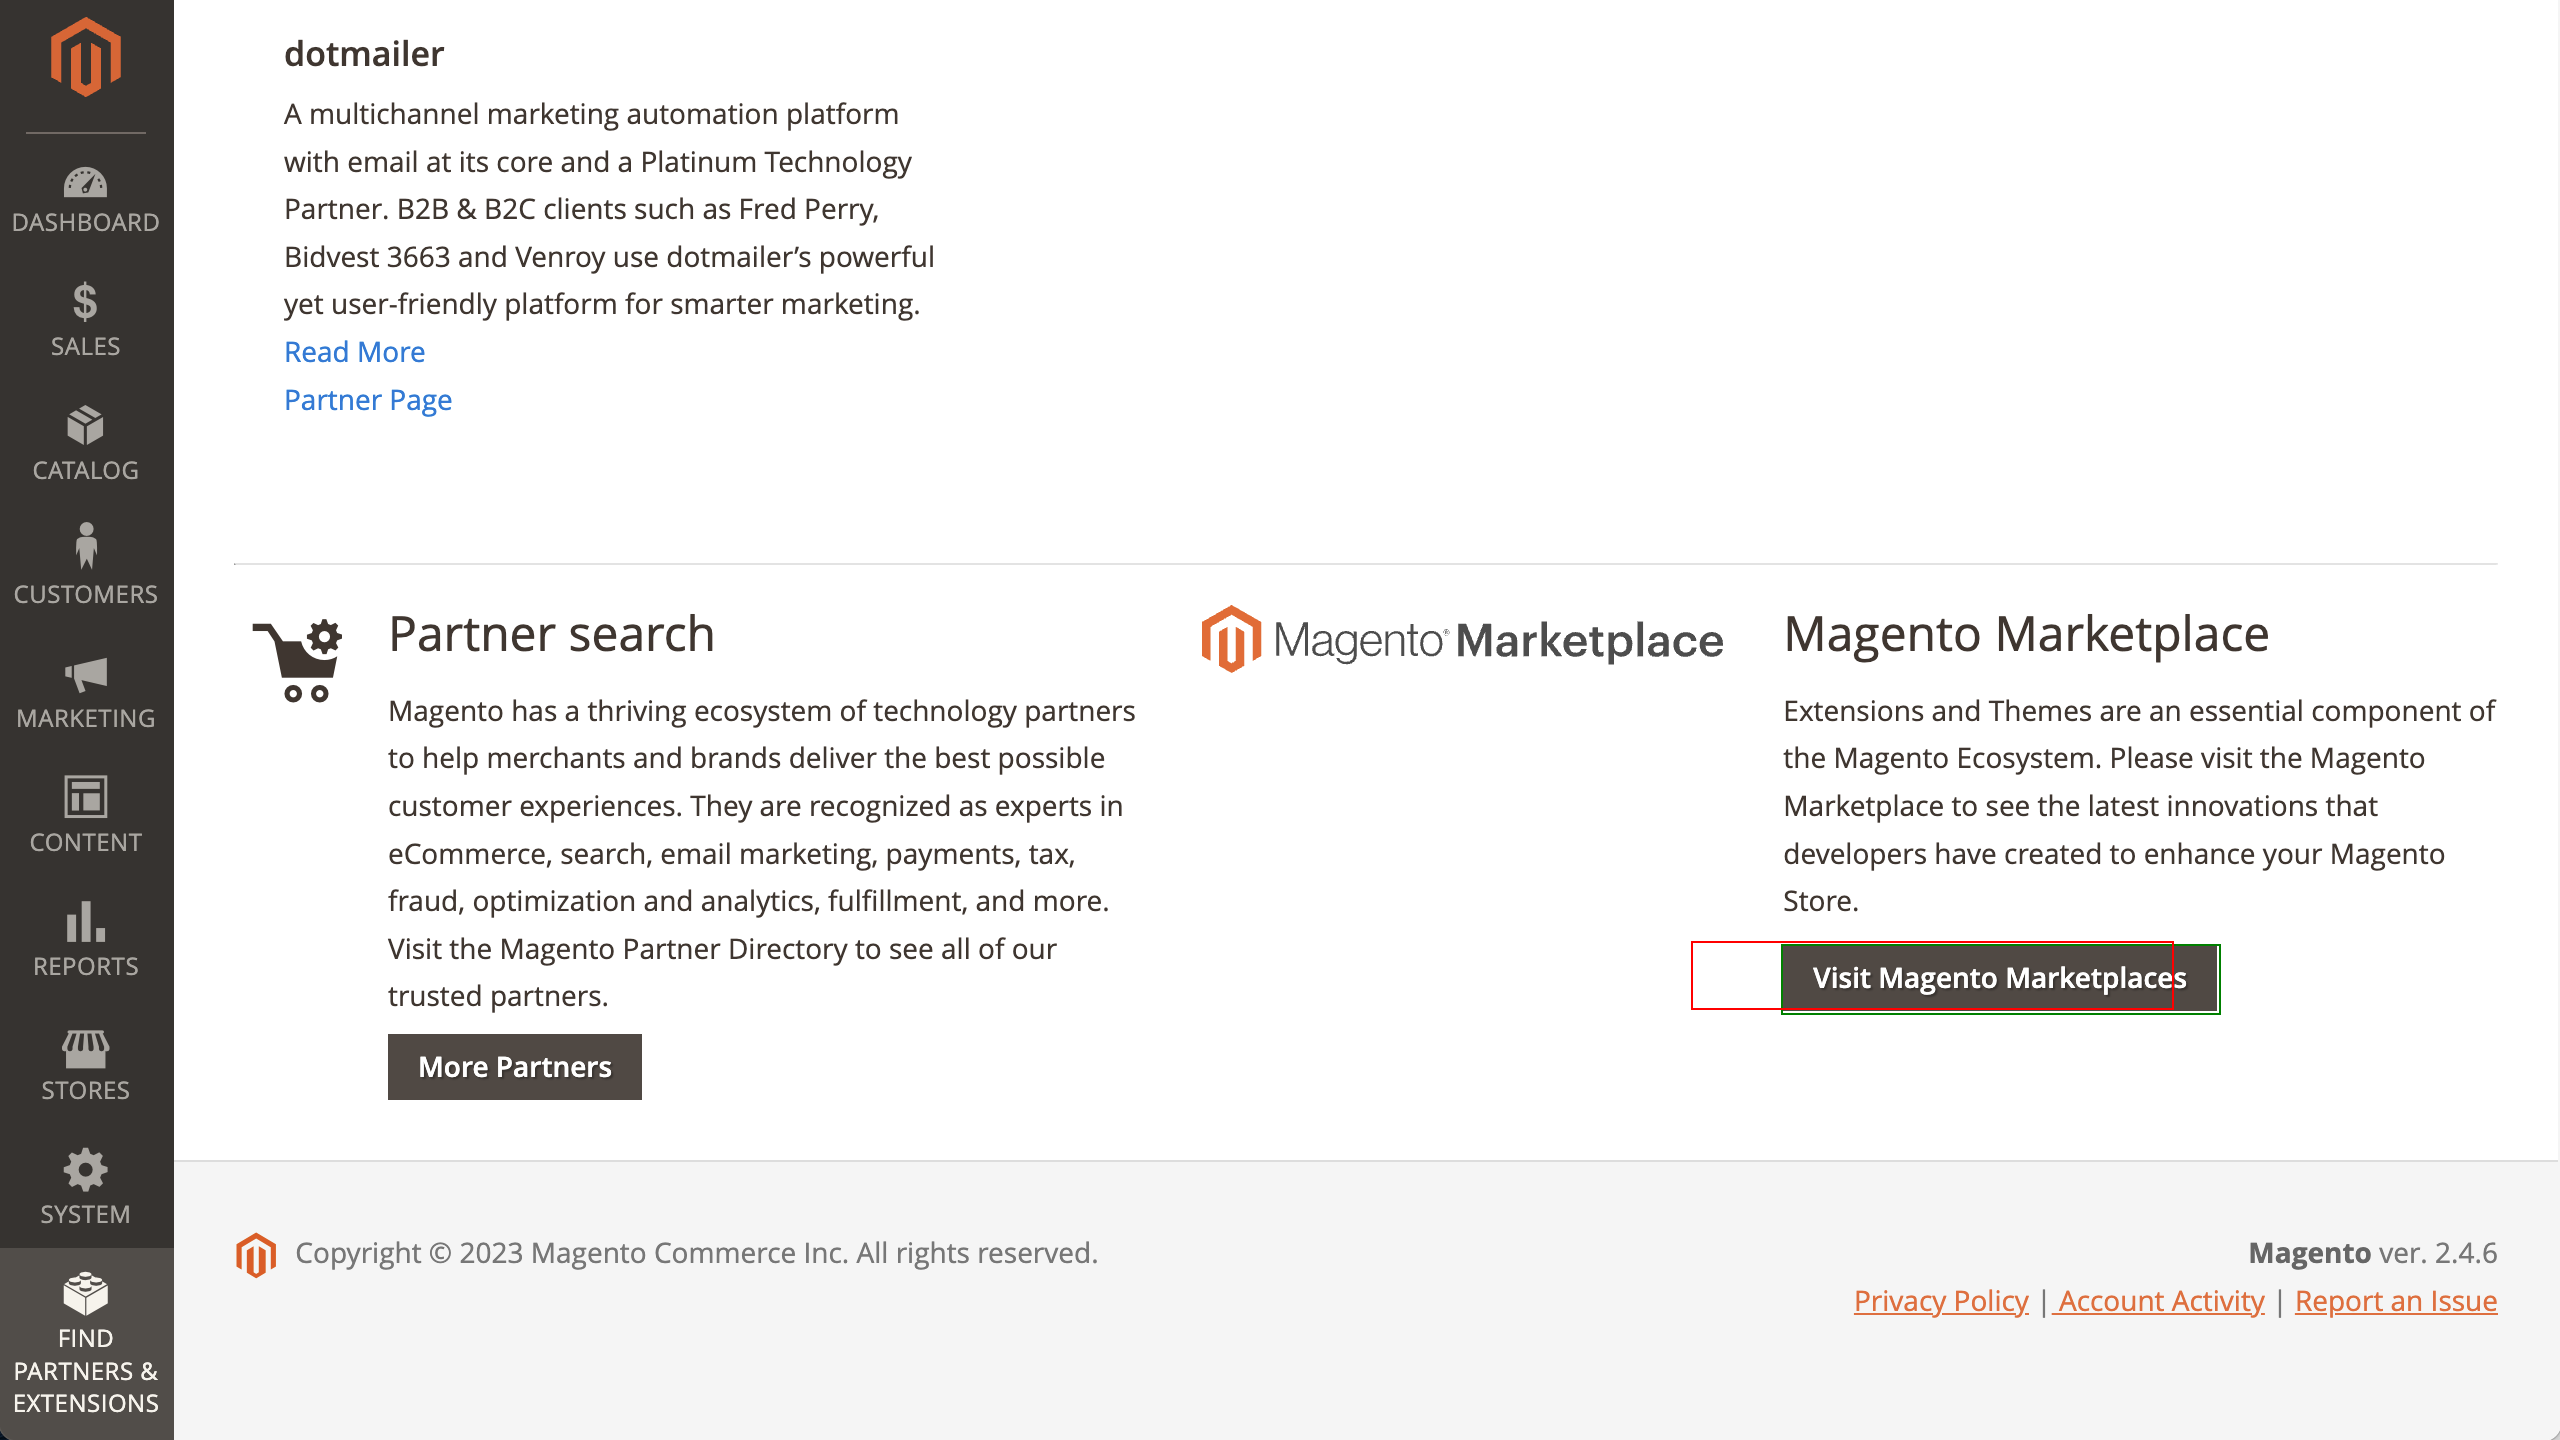 DASHBOARD
SALES
CATALOG
CUSTOMERS
MARKETING
CONTENT
REPORTS
STORES
SYSTEM
FIND
PARTNERS &
EXTENSIONS
dotmailer
A multichannel marketing automation platform
with email at its core and a Platinum Technology
Partner. B2B & B2C clients such as Fred Perry,
Bidvest 3663 and Venroy use dotmailer’s powerful
yet user-friendly platform for smarter marketing.
Read More
Partner Page
Partner search
Magento has a thriving ecosystem of technology partners
to help merchants and brands deliver the best possible
customer experiences. They are recognized as experts in
eCommerce, search, email marketing, payments, tax,
fraud, optimization and analytics, fulfillment, and more.
Visit the Magento Partner Directory to see all of our
trusted partners.
More Partners
Magento® Marketplace
Magento Marketplace
Extensions and Themes are an essential component of
the Magento Ecosystem. Please visit the Magento
Marketplace to see the latest innovations that
developers have created to enhance your Magento
Store.
Visit Magento Marketplaces
Copyright © 2023 Magento Commerce Inc. All rights reserved.
Magento ver. 2.4.6
Privacy Policy | Account Activity | Report an Issue